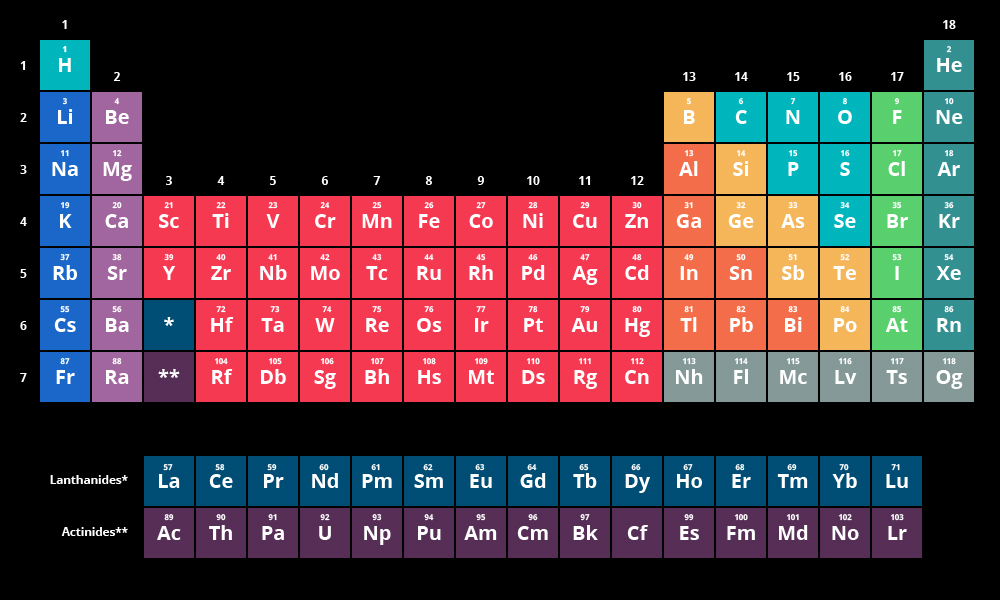 1 18
1 2
1 H He
2 13 14 15 16 17
3 4 5 6 7 8 9 10
2 Li Be B C N O F Ne
11 12 13 14 15 16 17 18
3 Na Mg Al Si P S Cl Ar
3 4 5 6 7 8 9 10 11 12
19 20 21 22 23 24 25 26 27 28 29 30 31 32 33 34 35 36
4 K Ca Sc Ti V Cr Mn Fe Co Ni Cu Zn Ga Ge As Se Br Kr
37 38 39 40 41 42 43 44 45 46 47 48 49 50 51 52 53 54
5 Rb Sr Y Zr Nb Mo Tc Ru Rh Pd Ag Cd In Sn Sb Te I Xe
55 56 72 73 74 75 76 77 78 79 80 81 82 83 84 85 86
6 Cs Ba * Hf Ta W Re Os Ir Pt Au Hg Tl Pb Bi Po At Rn
87 88 104 105 106 107 108 109 110 111 112 113 114 115 116 117 118
7 Fr Ra ** Rf Db Sg Bh Hs Mt Ds Rg Cn Nh Fl Mc Lv Ts Og
57 58 59 60 61 62 63 64 65 66 67 68 69 70 71
Lanthanides* La Ce Pr Nd Pm Sm Eu Gd Tb Dy Ho Er Tm Yb Lu
89 90 91 92 93 94 95 96 97 99 100 101 102 103
Actinides** Ac Th Pa U Np Pu Am Cm Bk Cf Es Fm Md No Lr